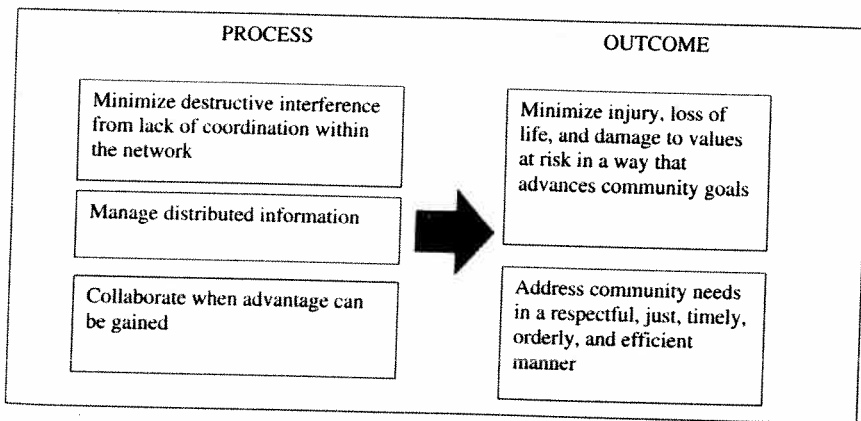 PROCESS
Minimize destructive interference
from lack of coordination within
the network
Manage distributed information
Collaborate when advantage can
be gained
OUTCOME
Minimize injury, loss of
life, and damage to values
at risk in a way that
advances community goals
Address community needs
in a respectful, just, timely,
orderly, and efficient
manner